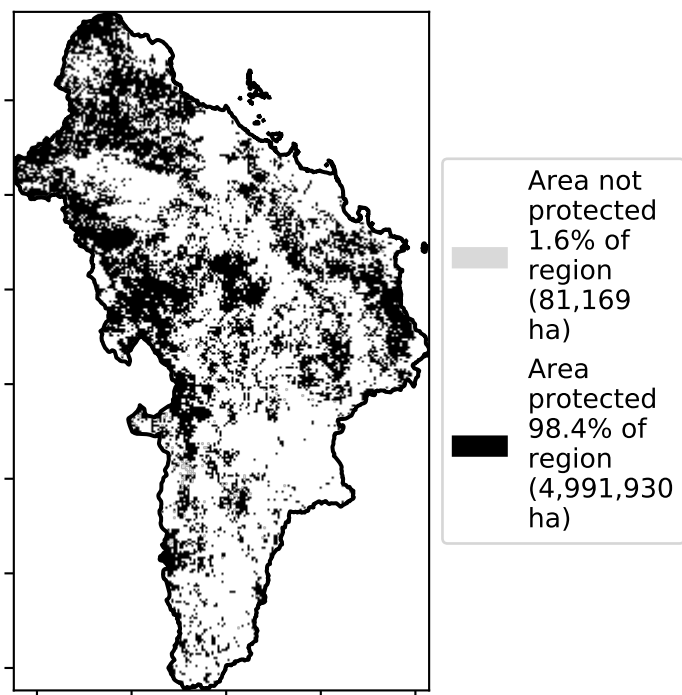 Area not
protected
1.6% of
region
(81,169
ha)
Area
protected
98.4% of
region
(4,991,930
ha)